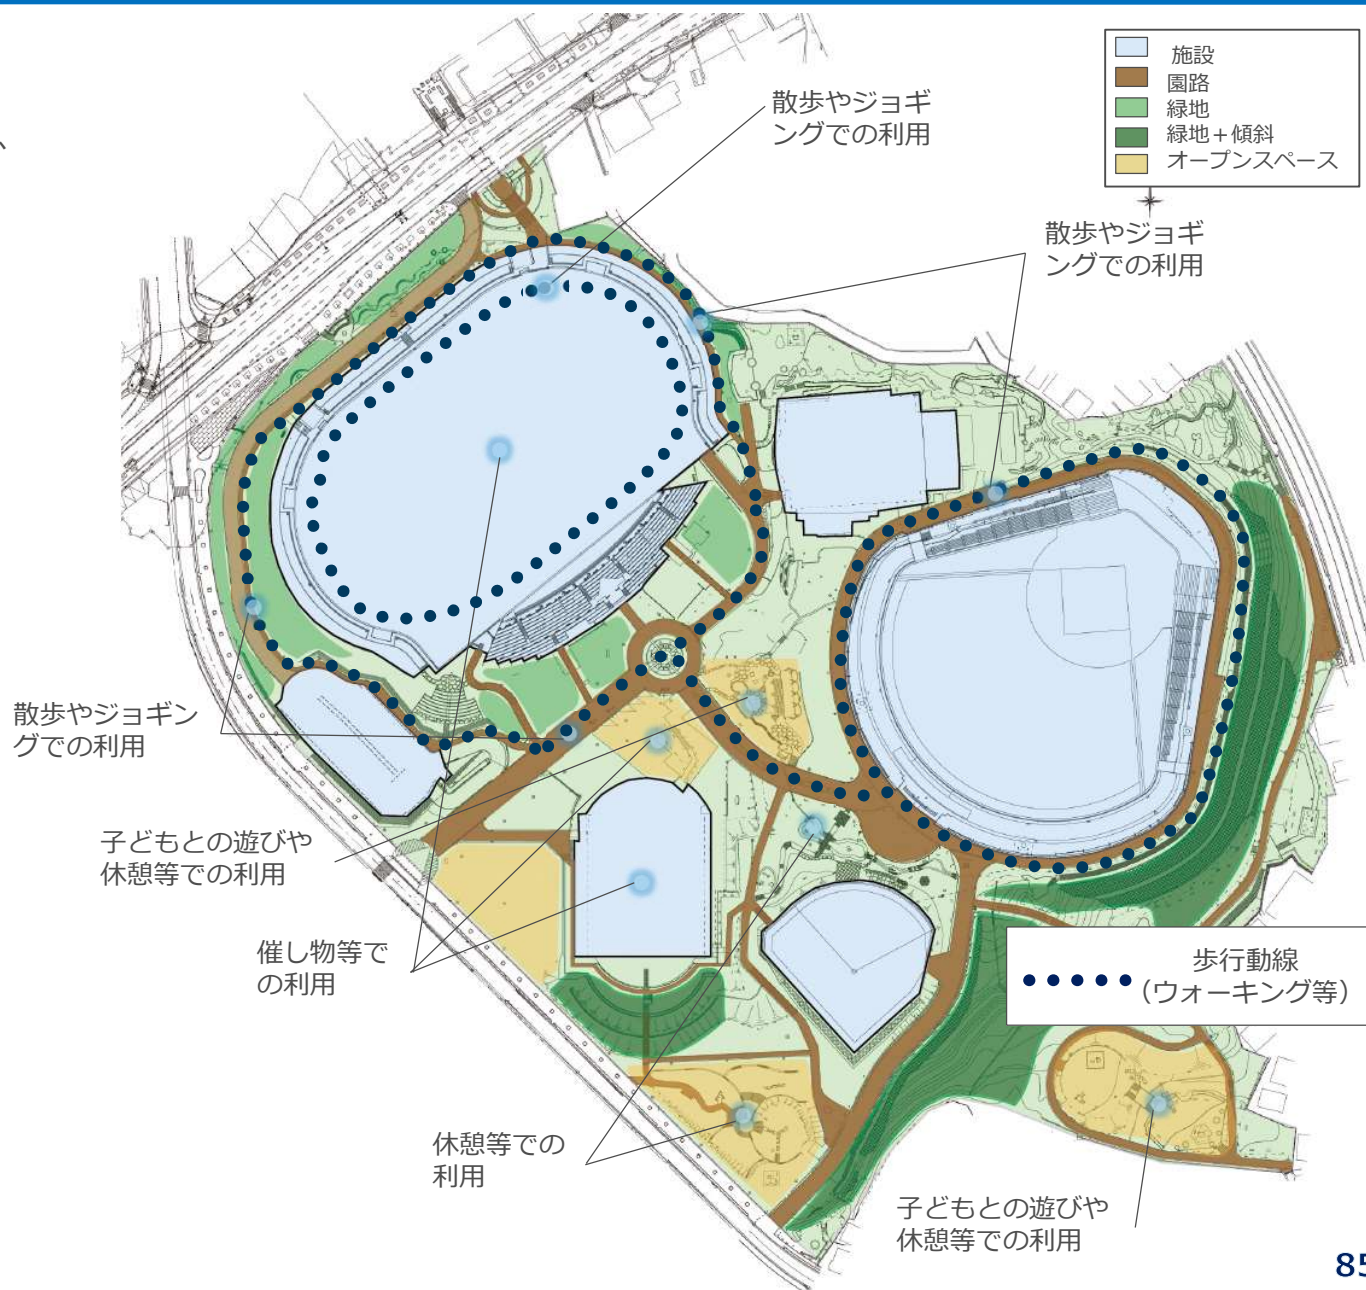 、
施設
園路
緑地
緑地＋傾斜
オープンスペース
散歩やジョギ
ングでの利用
散歩やジョギ
ングでの利用
散歩やジョギン
グでの利用
子どもとの遊びや
休憩等での利用
催し物等で
の利用
歩行動線
（ウォーキング等）
休憩等での
利用
子どもとの遊びや
休憩等での利用
85